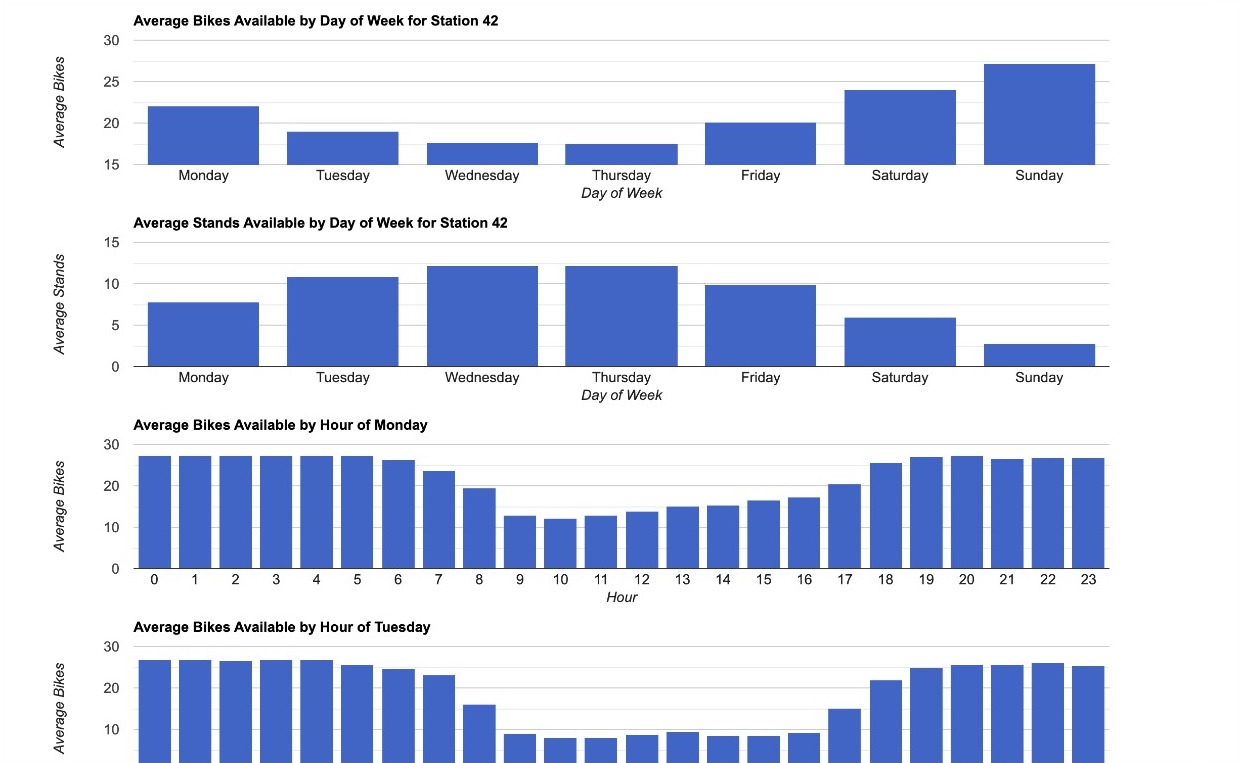 Average Bikes Available by Day of Week for Station 42
30
25
20
15
Average Bikes
Monday Tuesday Wednesday Thursday Friday Saturday Sunday
Day of Week
Average Stands Available by Day of Week for Station 42
15
10
5
0
Average Stands
Monday Tuesday Wednesday Thursday Friday Saturday Sunday
Day of Week
Average Bikes Available by Hour of Monday
30
20
10
0
Average Bikes
0 1 2 3 4 5 6 7 8 9 10 11 12 13 14 15 16 17 18 19 20 21 22 23
Hour
Average Bikes Available by Hour of Tuesday
30
20
10
Average Bikes